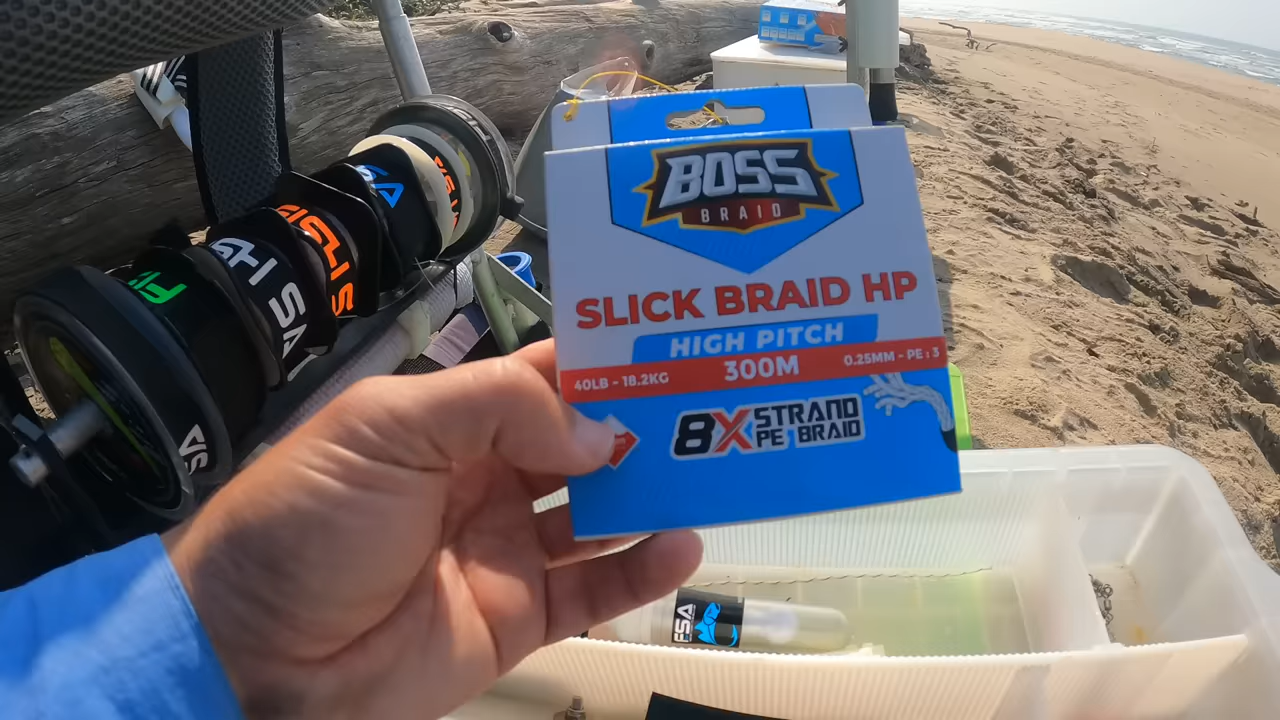 BOSS
BRAID
SLICK BRAID HP
HIGH PITCH
40LB - 18.2KG
300M
0.25MM - PE : 3
8X STRAND
PE BRAID
FSA